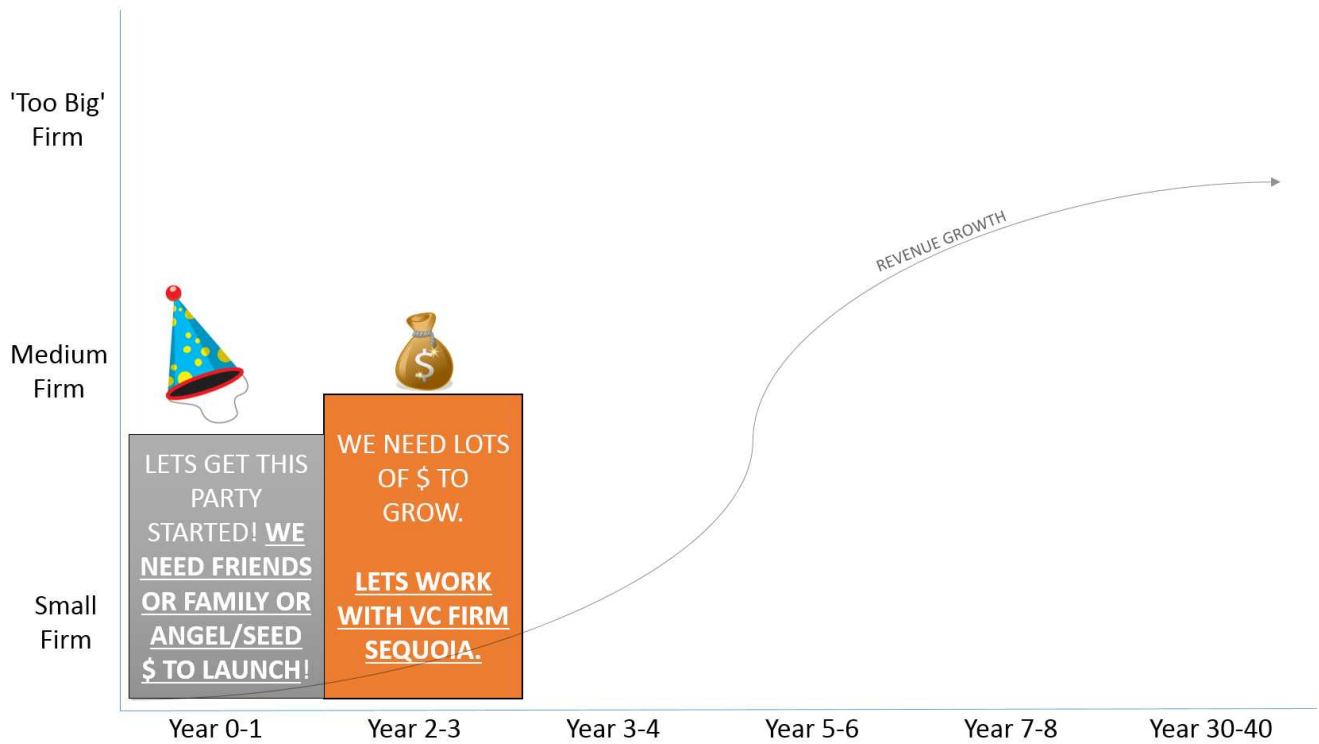 'Too Big'
Firm
REVENUE GROWTH
Medium
Firm
$
LETS GET THIS
PARTY
STARTED! WE
NEED FRIENDS
OR FAMILY OR
ANGEL/SEED
$ TO LAUNCH!
WE NEED LOTS
OF $ TO
GROW.
LETS WORK
WITH VC FIRM
SEQUOIA.
Small
Firm
Year 0-1
Year 2-3
Year 3-4
Year 5-6
Year 7-8
Year 30-40